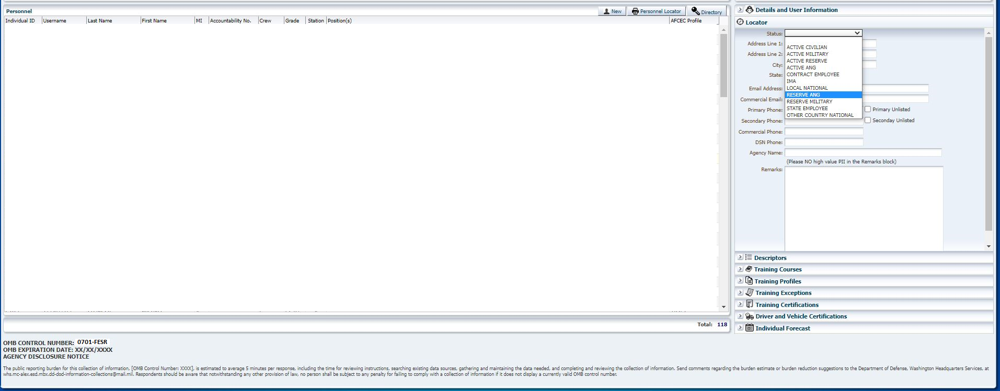 Personnel
New
Personnel Locator
Directory
Individual ID Username Last Name First Name MI Accountability No. Crew Grade Station Position(s) AFCEC Profile
Total: 118
Details and User Information
Locator
Status:
ACTIVE CIVILIAN
ACTIVE MILITARY
ACTIVE RESERVE
ACTIVE ANG
CONTRACT EMPLOYEE
IMA
LOCAL NATIONAL
RESERVE ANG
RESERVE MILITARY
STATE EMPLOYEE
OTHER COUNTRY NATIONAL
Address Line 1:
Address Line 2:
City:
State:
Email Address:
Commercial Email:
Primary Phone: Primary Unlisted
Secondary Phone: Seconday Unlisted
Commercial Phone:
DSN Phone:
Agency Name:
(Please NO high value PII in the Remarks block)
Remarks:
Descriptors
Training Courses
Training Profiles
Training Exceptions
Training Certifications
Driver and Vehicle Certifications
Individual Forecast
OMB CONTROL NUMBER: 0701-FESR
OMB EXPIRATION DATE: XX/XX/XXXX
AGENCY DISCLOSURE NOTICE
The public reporting burden for this collection of information, [OMB Control Number: XXXX], is estimated to average 5 minutes per response, including the time for reviewing instructions, searching existing data sources, gathering and maintaining the data needed, and completing and reviewing the collection of information. Send comments regarding the burden estimate or burden reduction suggestions to the Department of Defense, Washington Headquarters Services, at
whs.mc-alex.esd.mbx.dd-dod-information-collections@mail.mil. Respondents should be aware that notwithstanding any other provision of law, no person shall be subject to any penalty for failing to comply with a collection of information if it does not display a currently valid OMB control number.